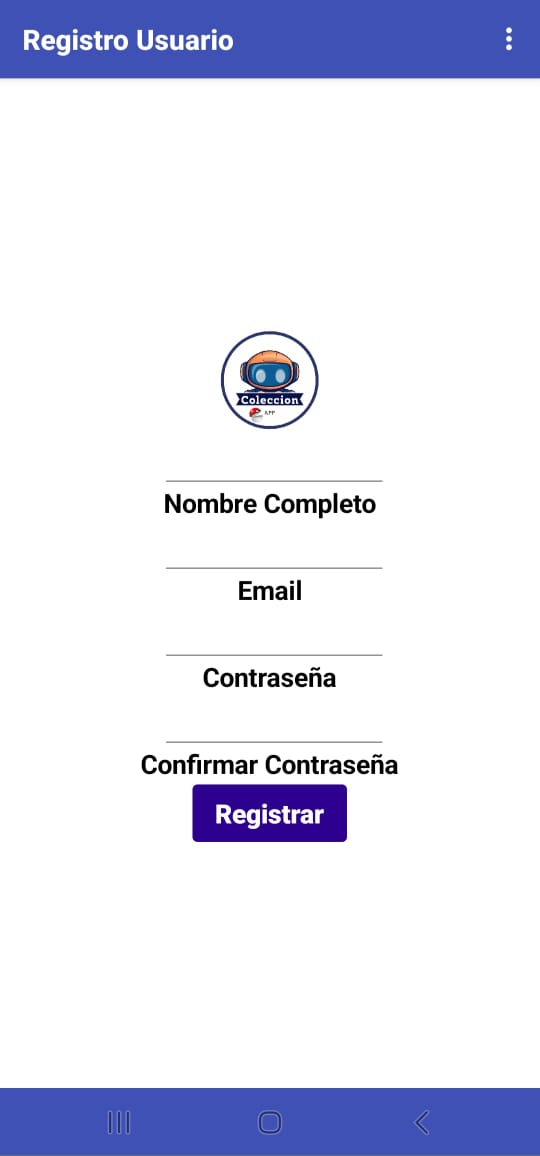 Registro Usuario
Coleccion
APP
Nombre Completo
Email
Contraseña
Confirmar Contraseña
Registrar